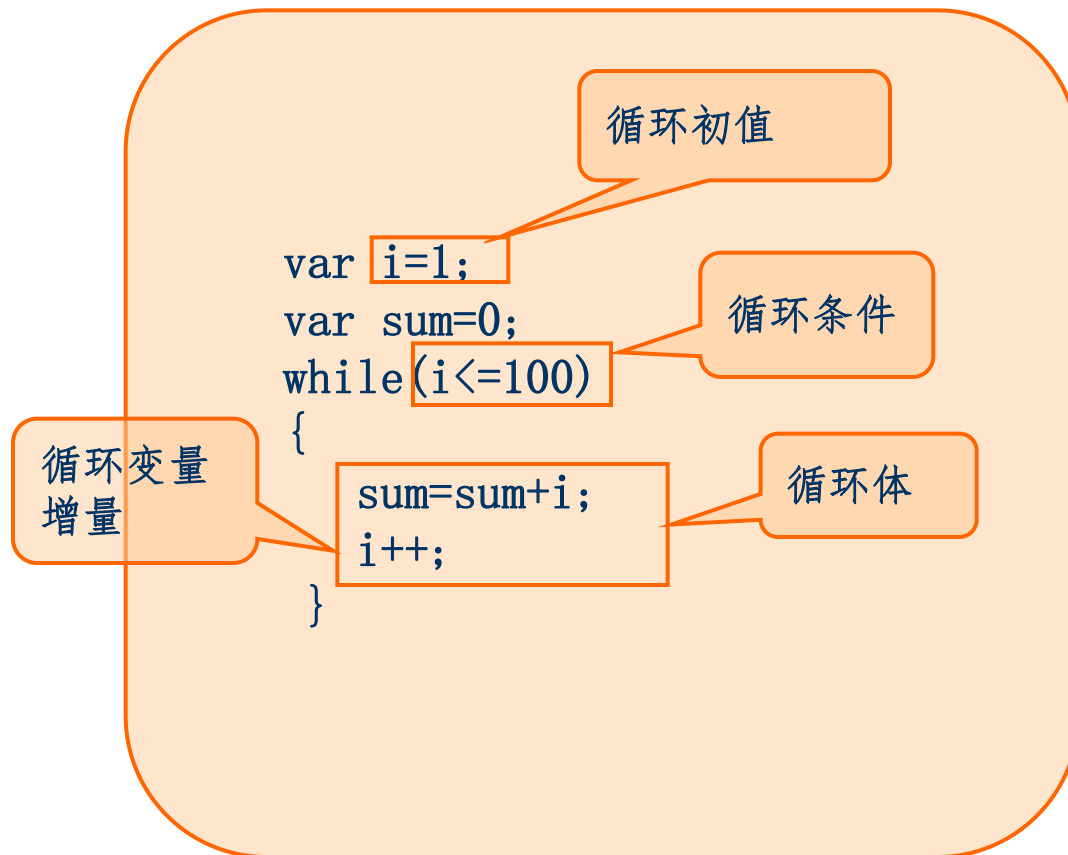 循环初值
var i=1;
var sum=0;
循环条件
while(i<=100)
{
循环变量
增量
sum=sum+i;
循环体
i++;
}